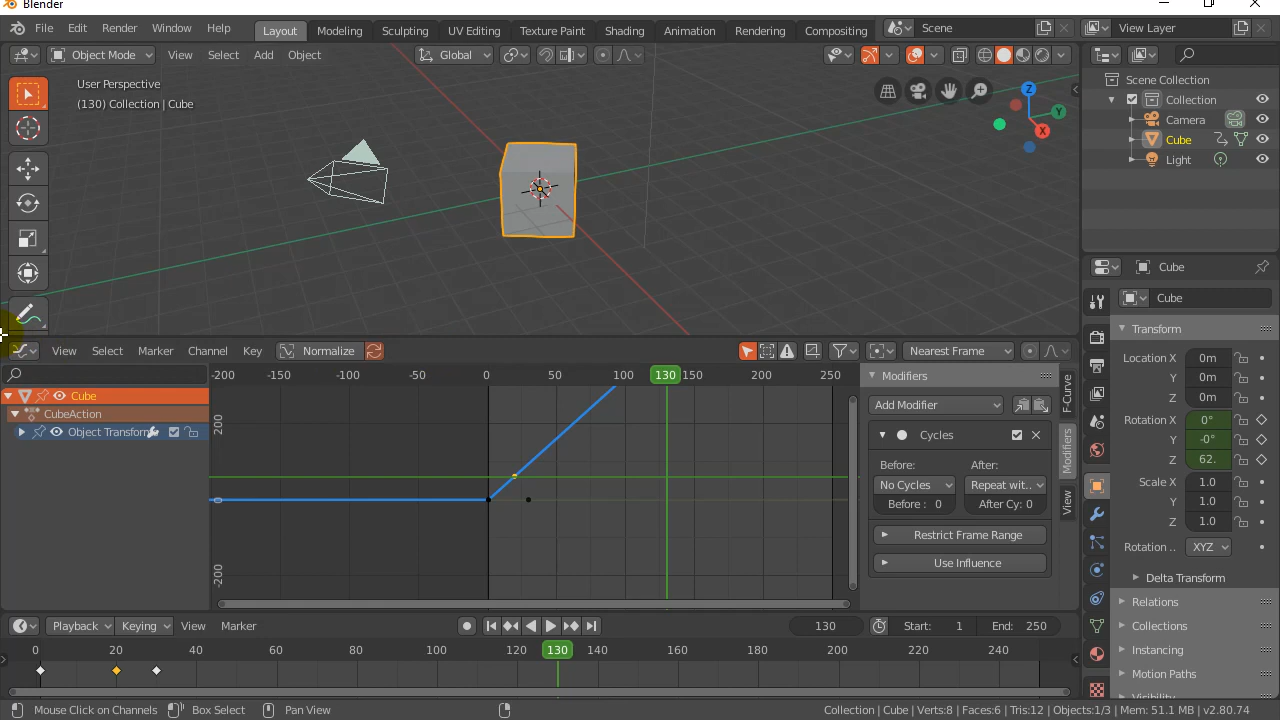 Blender
File Edit Render Window Help Layout Modeling Sculpting UV Editing Texture Paint Shading Animation Rendering Compositing Scene View Layer
Object Mode View Select Add Object Global
User Perspective
(130) Collection | Cube
Z
Y
X
Scene Collection
Collection
Camera
Cube
Light
Cube
Cube
Transform
Location X 0m
Y 0m
Z 0m
Rotation X 0°
Y -0°
Z 62.
Scale X 1.0
Y 1.0
Z 1.0
Rotation .. XYZ
Delta Transform
Relations
Collections
Instancing
Motion Paths
Visibility
View Select Marker Channel Key Normalize Nearest Frame
Cube
CubeAction
Object Transform
-200 -150 -100 -50 0 50 100 130 150 200 250
200
0
-200
Modifiers
Add Modifier
Cycles
Before: After:
No Cycles Repeat wit..
Before : 0 After Cy: 0
Restrict Frame Range
Use Influence
F-Curve
Modifiers
View
Playback Keying View Marker 130 Start: 1 End: 250
0 20 40 60 80 100 120 130 140 160 180 200 220 240
Mouse Click on Channels Box Select Pan View Collection | Cube | Verts:8 | Faces:6 | Tris:12 | Objects:1/3 | Mem: 51.1 MB | v2.80.74